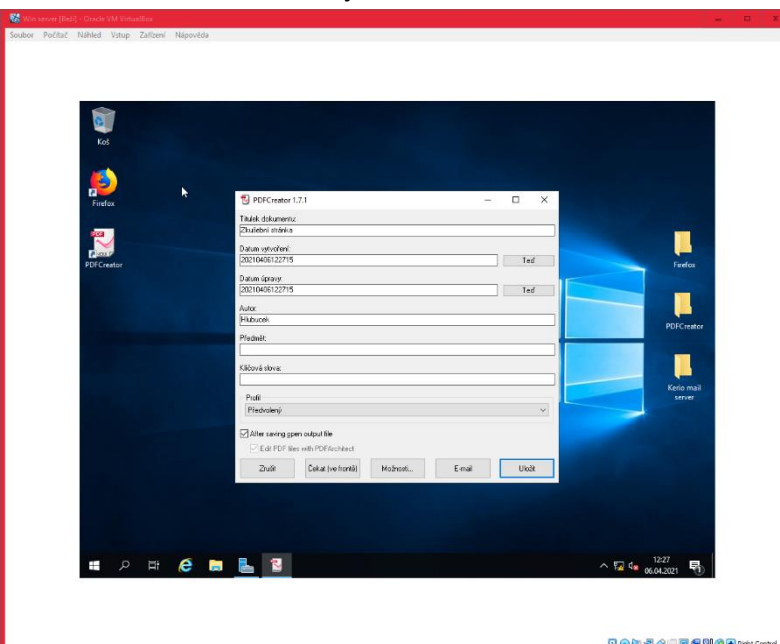 Win server [Běží] - Oracle VM VirtualBox
Soubor Počítač Náhled Vstup Zařízení Nápověda
Koš
Firefox
PDFCreator
PDFCreator 1.7.1
Titulek dokumentu:
Zkušební stránka
Datum vytvoření:
20210406122715 Teď
Datum úpravy:
20210406122715 Teď
Autor:
Hlubucek
Předmět:
Klíčová slova:
Profil
Předvolený
After saving open output file
Edit PDF files with PDFArchitect
Zrušit Čekat (ve frontě) Možnosti... E-mail Uložit
Firefox
PDFCreator
Kerio mail
server
12:27
06.04.2021
Right Control